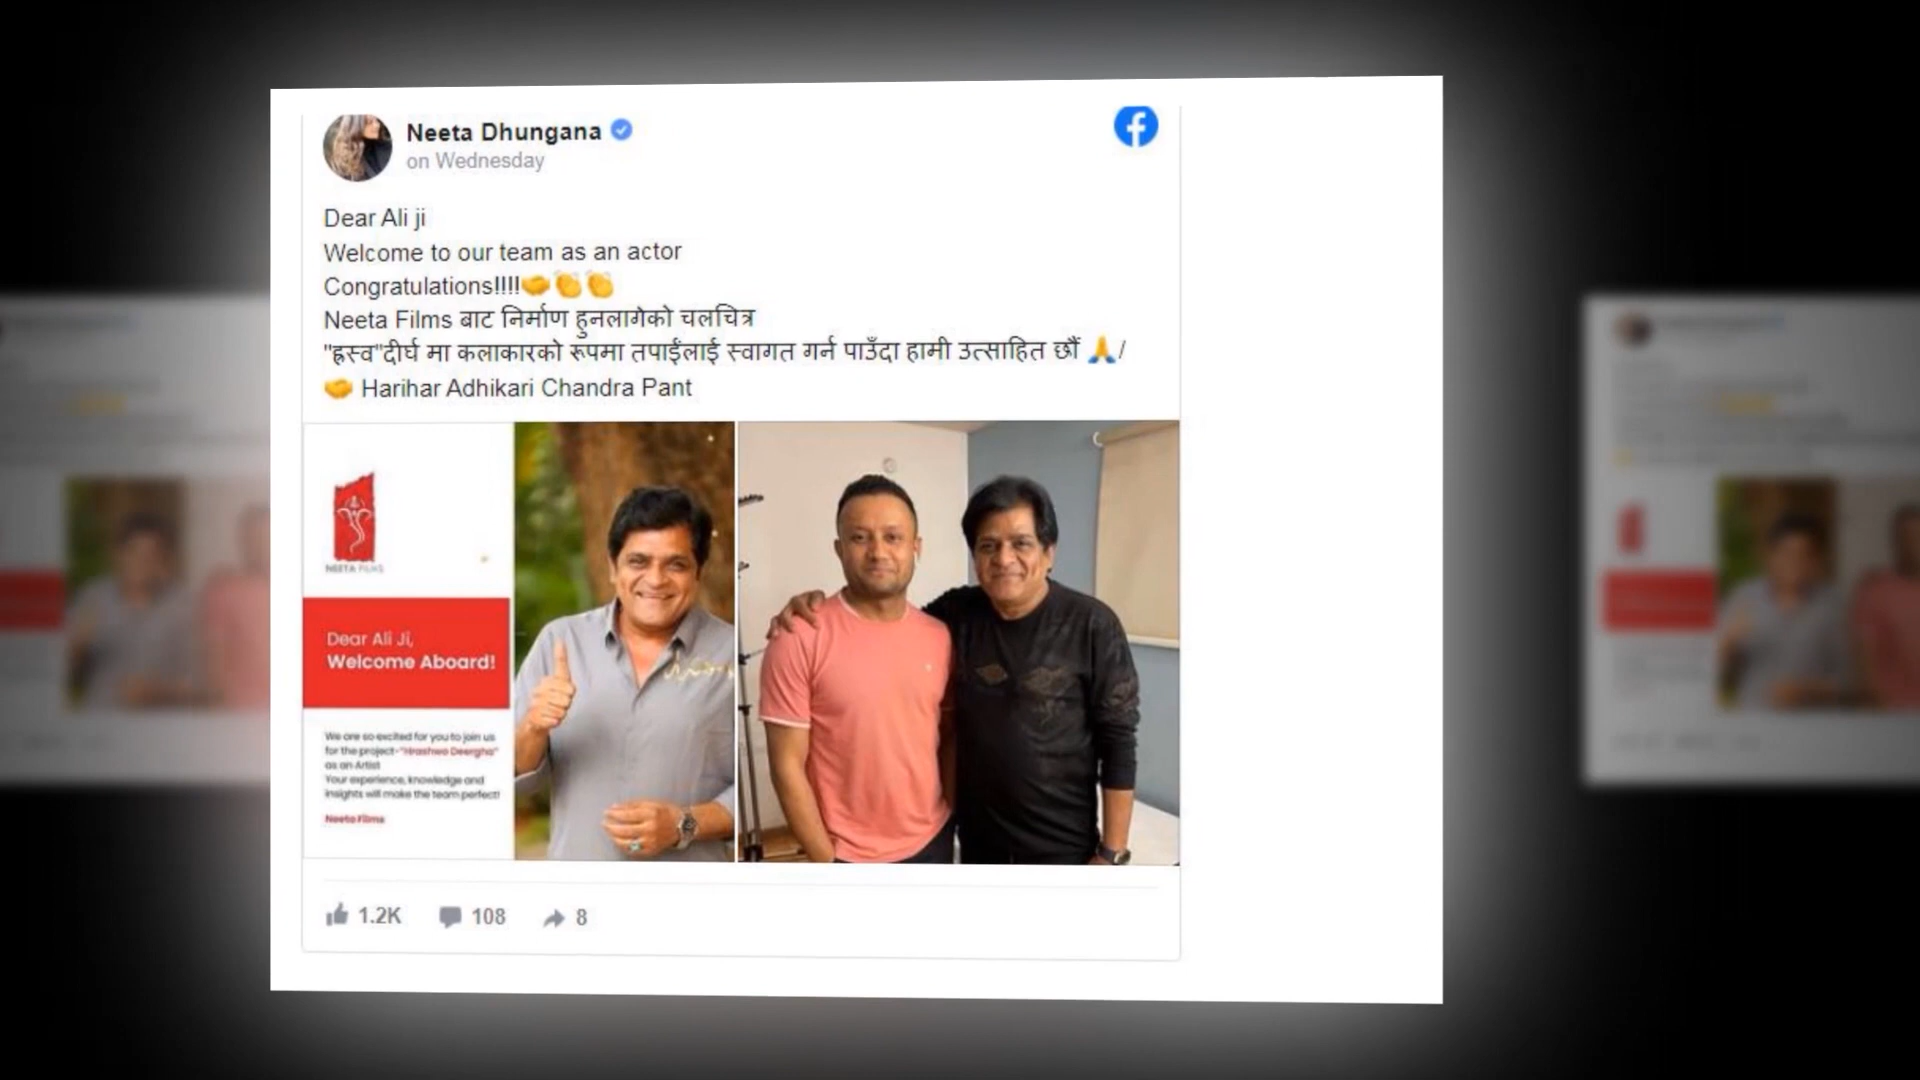 Neeta Dhungana
on Wednesday
Dear Ali ji
Welcome to our team as an actor
Congratulations!!!!🤝👏👏
Neeta Films बाट निर्माण हुनलागेको चलचित्र
"ह्रस्व"दीर्घ मा कलाकारको रूपमा तपाईंलाई स्वागत गर्न पाउँदा हामी उत्साहित छौं 🙏/
🤝 Harihar Adhikari Chandra Pant
NEETA FILMS
Dear Ali Ji,
Welcome Aboard!
We are so excited for you to join us
for the project-"Hrashwo Deergha"
as an Artist
Your experience, knowledge and
insights will make the team perfect!
Neeta Films
1.2K 108 8